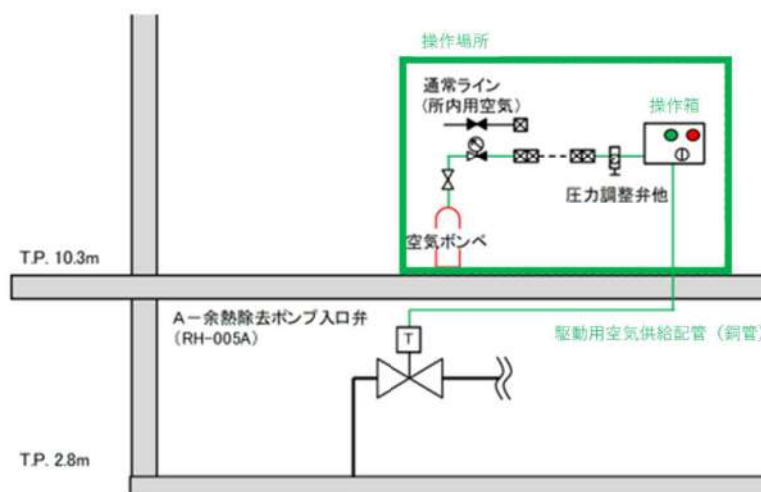 操作場所
通常ライン
(所内用空気)
操作箱
圧力調整弁他
空気ボンベ
T.P. 10.3m
A－余熱除去ポンプ入口弁
(RH-005A)
駆動用空気供給配管（銅管）
T
T.P. 2.8m